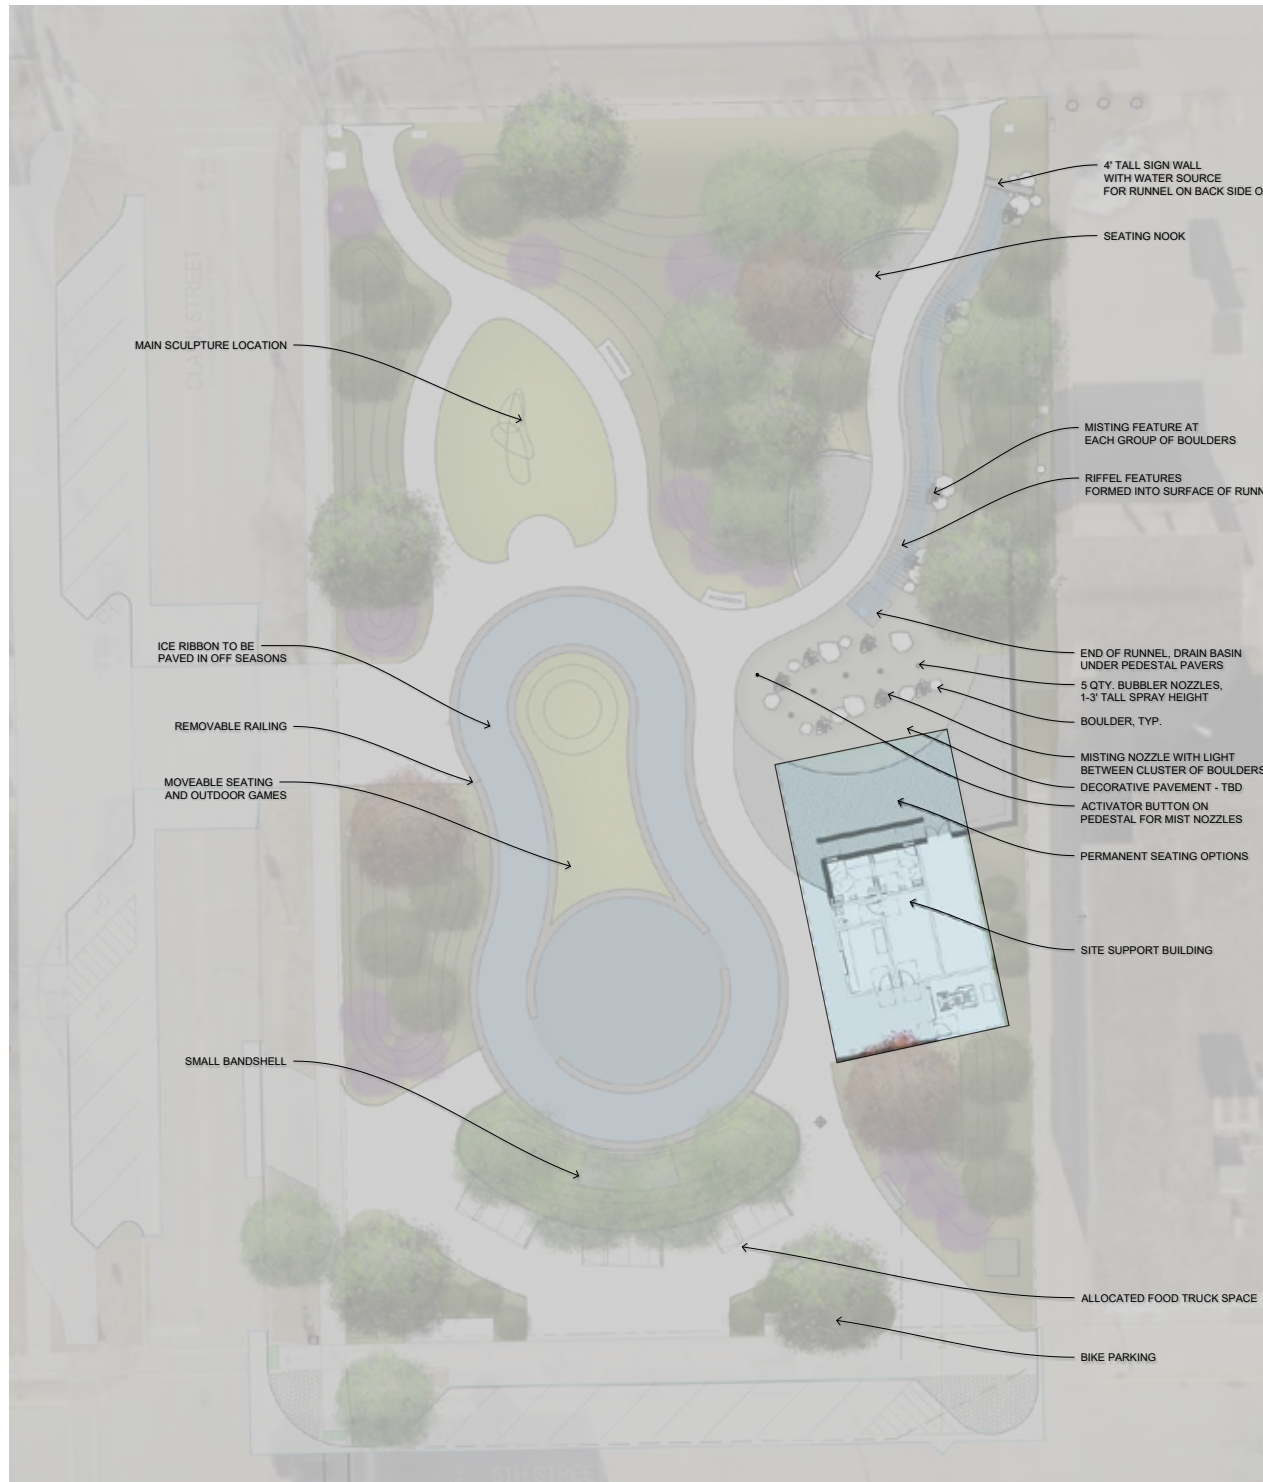 4' TALL SIGN WALL
WITH WATER SOURCE
FOR RUNNEL ON BACK SIDE O
SEATING NOOK
CLARK STREET
MAIN SCULPTURE LOCATION
MISTING FEATURE AT
EACH GROUP OF BOULDERS
RIFFEL FEATURES
FORMED INTO SURFACE OF RUNN
ICE RIBBON TO BE
PAVED IN OFF SEASONS
END OF RUNNEL, DRAIN BASIN
UNDER PEDESTAL PAVERS
5 QTY. BUBBLER NOZZLES,
1-3' TALL SPRAY HEIGHT
BOULDER, TYP.
REMOVABLE RAILING
MISTING NOZZLE WITH LIGHT
BETWEEN CLUSTER OF BOULDERS
MOVEABLE SEATING
AND OUTDOOR GAMES
DECORATIVE PAVEMENT - TBD
ACTIVATOR BUTTON ON
PEDESTAL FOR MIST NOZZLES
PERMANENT SEATING OPTIONS
SITE SUPPORT BUILDING
SMALL BANDSHELL
ALLOCATED FOOD TRUCK SPACE
BIKE PARKING
5TH STREET